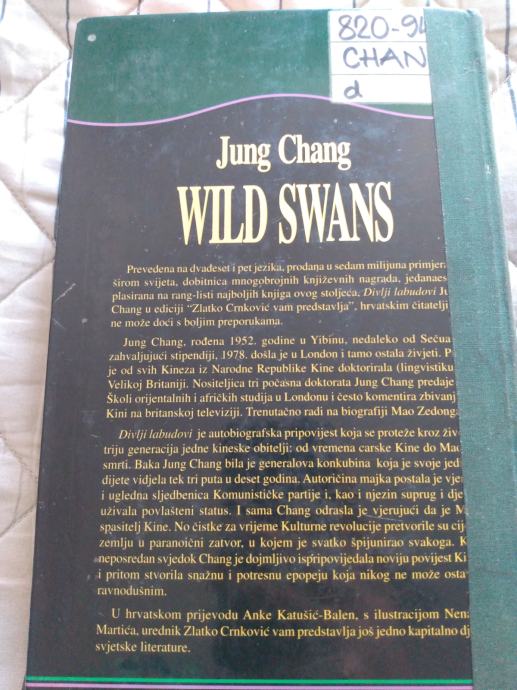 820-94
CHAN
d
Jung Chang
WILD SWANS
Prevedena na dvadeset i pet jezika, prodana u sedam milijuna primjer
širom svijeta, dobitnica mnogobrojnih književnih nagrada, jedanaes
plasirana na rang-listi najboljih knjiga ovog stoljeća, Divlji labudovi Ju
Chang u ediciji “Zlatko Crnković vam predstavlja”, hrvatskim čitatelji
ne može doći s boljim preporukama.
Jung Chang, rođena 1952. godine u Yibinu, nedaleko od Sečua
zahvaljujući stipendiji, 1978. došla je u London i tamo ostala živjeti. P
je od svih Kineza iz Narodne Republike Kine doktorirala (lingvistiku
Velikoj Britaniji. Nositeljica tri počasna doktorata Jung Chang predaje
Školi orijentalnih i afričkih studija u Londonu i često komentira zbivanj
Kini na britanskoj televiziji. Trenutačno radi na biografiji Mao Zedong
Divlji labudovi je autobiografska pripovijest koja se proteže kroz živ
triju generacija jedne kineske obitelji: od vremena carske Kine do Mao
smrti. Baka Jung Chang bila je generalova konkubina koja je svoje jed
dijete vidjela tek tri puta u deset godina. Autoričina majka postala je vje
i ugledna sljedbenica Komunističke partije i, kao i njezin suprug i dje
uživala povlašteni status. I sama Chang odrasla je vjerujući da je M
spasitelj Kine. No čistke za vrijeme Kulturne revolucije pretvorile su cij
zemlju u paranoični zatvor, u kojem je svatko špijunirao svakoga. K
neposredan svjedok Chang je dojmljivo ispripovijedala noviju povijest Ki
i pritom stvorila snažnu i potresnu epopeju koja nikog ne može osta
ravnodušnim.
U hrvatskom prijevodu Anke Katušić-Balen, s ilustracijom Nena
Martića, urednik Zlatko Crnković vam predstavlja još jedno kapitalno dj
svjetske literature.